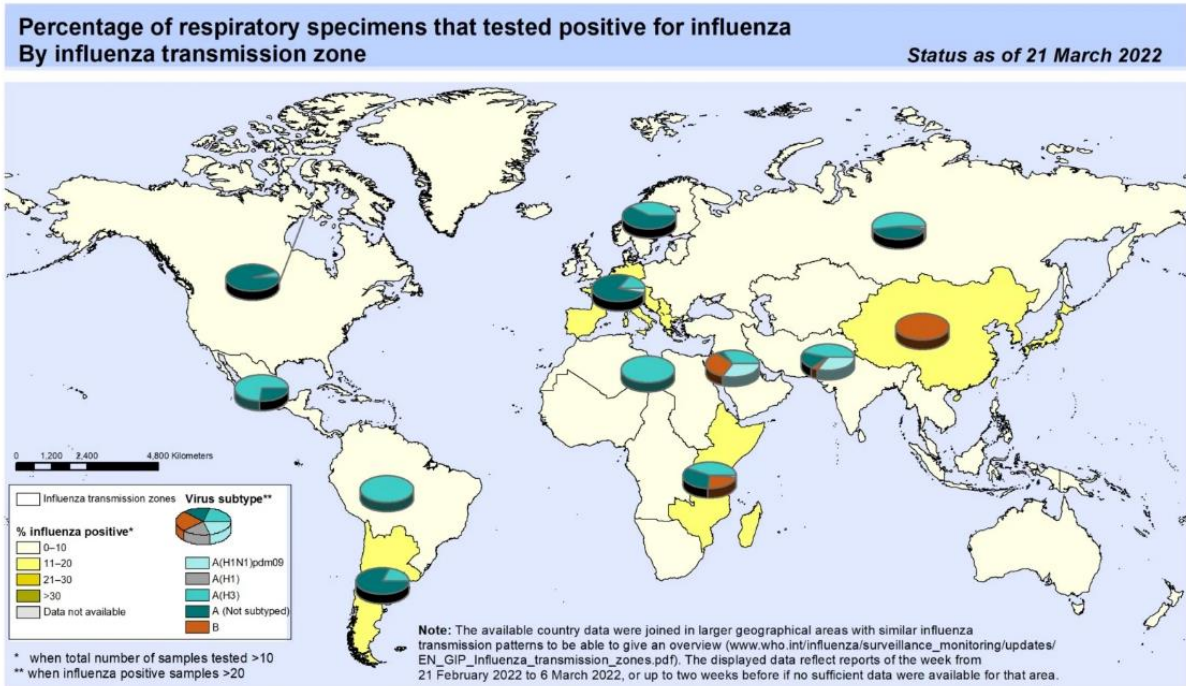 Percentage of respiratory specimens that tested positive for influenza
By influenza transmission zone
Status as of 21 March 2022
0 1,200 2,400 4,800 Kilometers
Influenza transmission zones
% influenza positive*
0–10
11–20
21–30
>30
Data not available
Virus subtype**
A(H1N1)pdm09
A(H1)
A(H3)
A (Not subtyped)
B
* when total number of samples tested >10
** when influenza positive samples >20
Note: The available country data were joined in larger geographical areas with similar influenza
transmission patterns to be able to give an overview (www.who.int/influenza/surveillance_monitoring/updates/
EN_GIP_Influenza_transmission_zones.pdf). The displayed data reflect reports of the week from
21 February 2022 to 6 March 2022, or up to two weeks before if no sufficient data were available for that area.